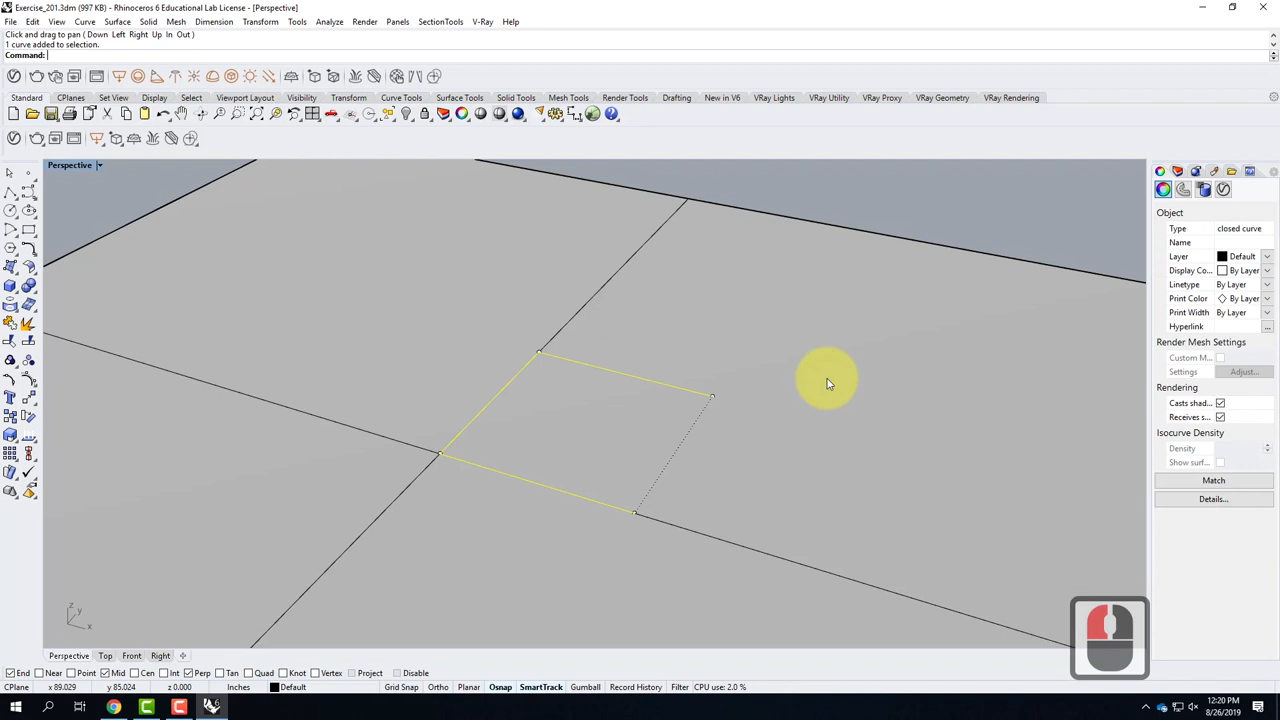 Exercise_201.3dm (997 KB) - Rhinoceros 6 Educational Lab License - [Perspective]
File Edit View Curve Surface Solid Mesh Dimension Transform Tools Analyze Render Panels SectionTools V-Ray Help
Click and drag to pan ( Down Left Right Up In Out )
1 curve added to selection.
Command:
Standard CPlanes Set View Display Select Viewport Layout Visibility Transform Curve Tools Surface Tools Solid Tools Mesh Tools Render Tools Drafting New in V6 VRay Lights VRay Utility VRay Proxy VRay Geometry VRay Rendering
Perspective
Object
Type closed curve
Name
Layer Default
Display Co... By Layer
Linetype By Layer
Print Color By Layer
Print Width By Layer
Hyperlink ...
Render Mesh Settings
Custom M...
Settings Adjust...
Rendering
Casts shad...
Receives s...
Isocurve Density
Density
Show surf...
Match
Details...
z y x
Perspective Top Front Right
End Near Point Mid Cen Int Perp Tan Quad Knot Vertex Project Disable
CPlane x 89.029 y 85.024 z 0.000 Inches Default Grid Snap Ortho Planar Osnap SmartTrack Gumball Record History Filter CPU use: 2.0 %
12:20 PM
8/26/2019